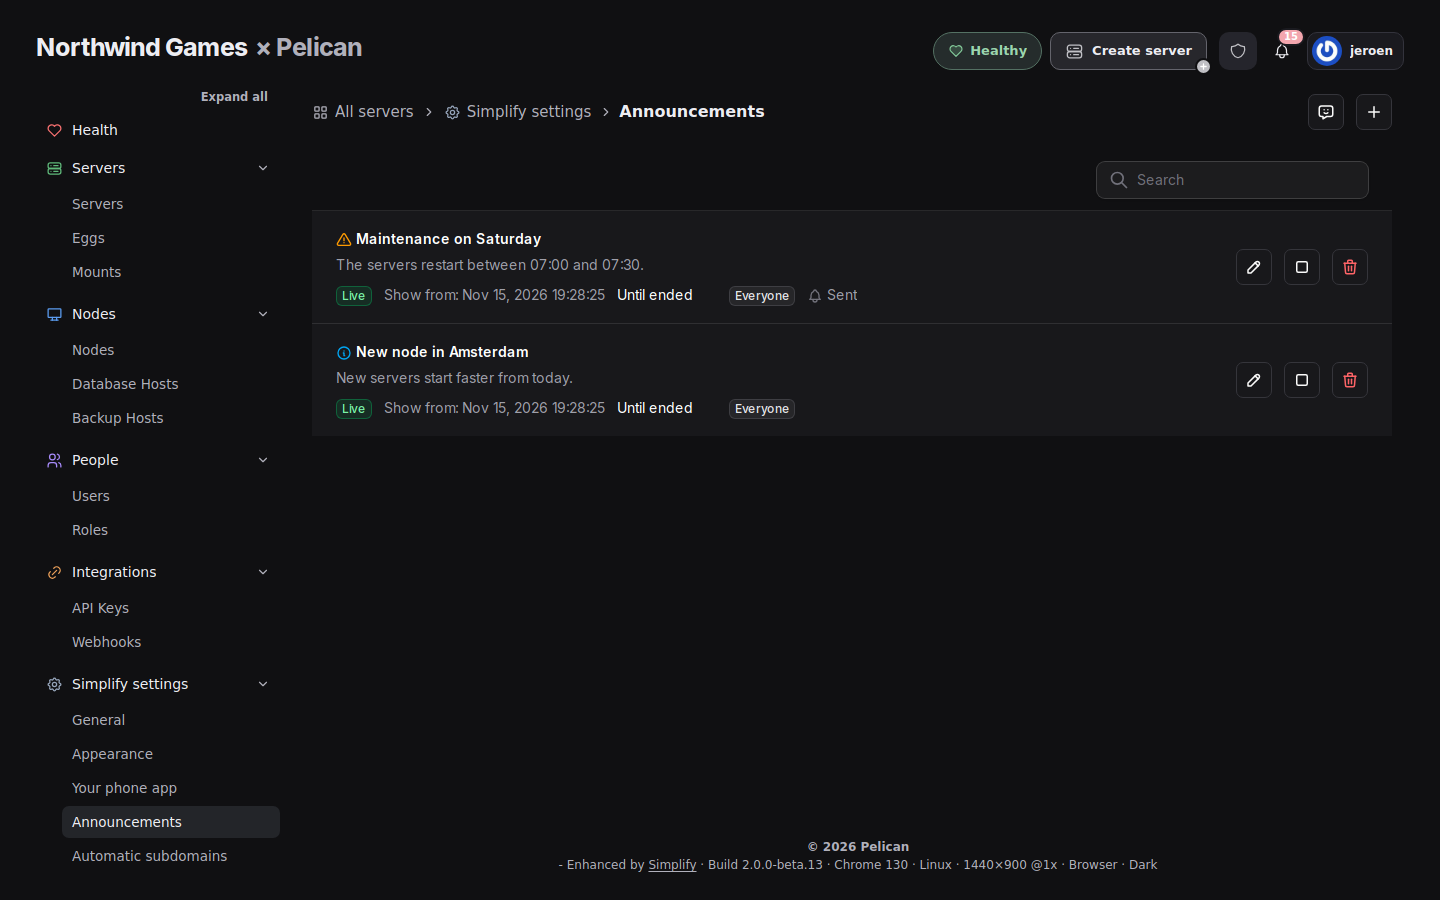 Northwind Games × Pelican
Healthy
Create server
15
jeroen
Expand all
Health
Servers
Servers
Eggs
Mounts
Nodes
Nodes
Database Hosts
Backup Hosts
People
Users
Roles
Integrations
API Keys
Webhooks
Simplify settings
General
Appearance
Your phone app
Announcements
Automatic subdomains
All servers > Simplify settings > Announcements
Search
Maintenance on Saturday
The servers restart between 07:00 and 07:30.
Live Show from: Nov 15, 2026 19:28:25 Until ended Everyone Sent
New node in Amsterdam
New servers start faster from today.
Live Show from: Nov 15, 2026 19:28:25 Until ended Everyone
© 2026 Pelican
- Enhanced by Simplify · Build 2.0.0-beta.13 · Chrome 130 · Linux · 1440×900 @1x · Browser · Dark